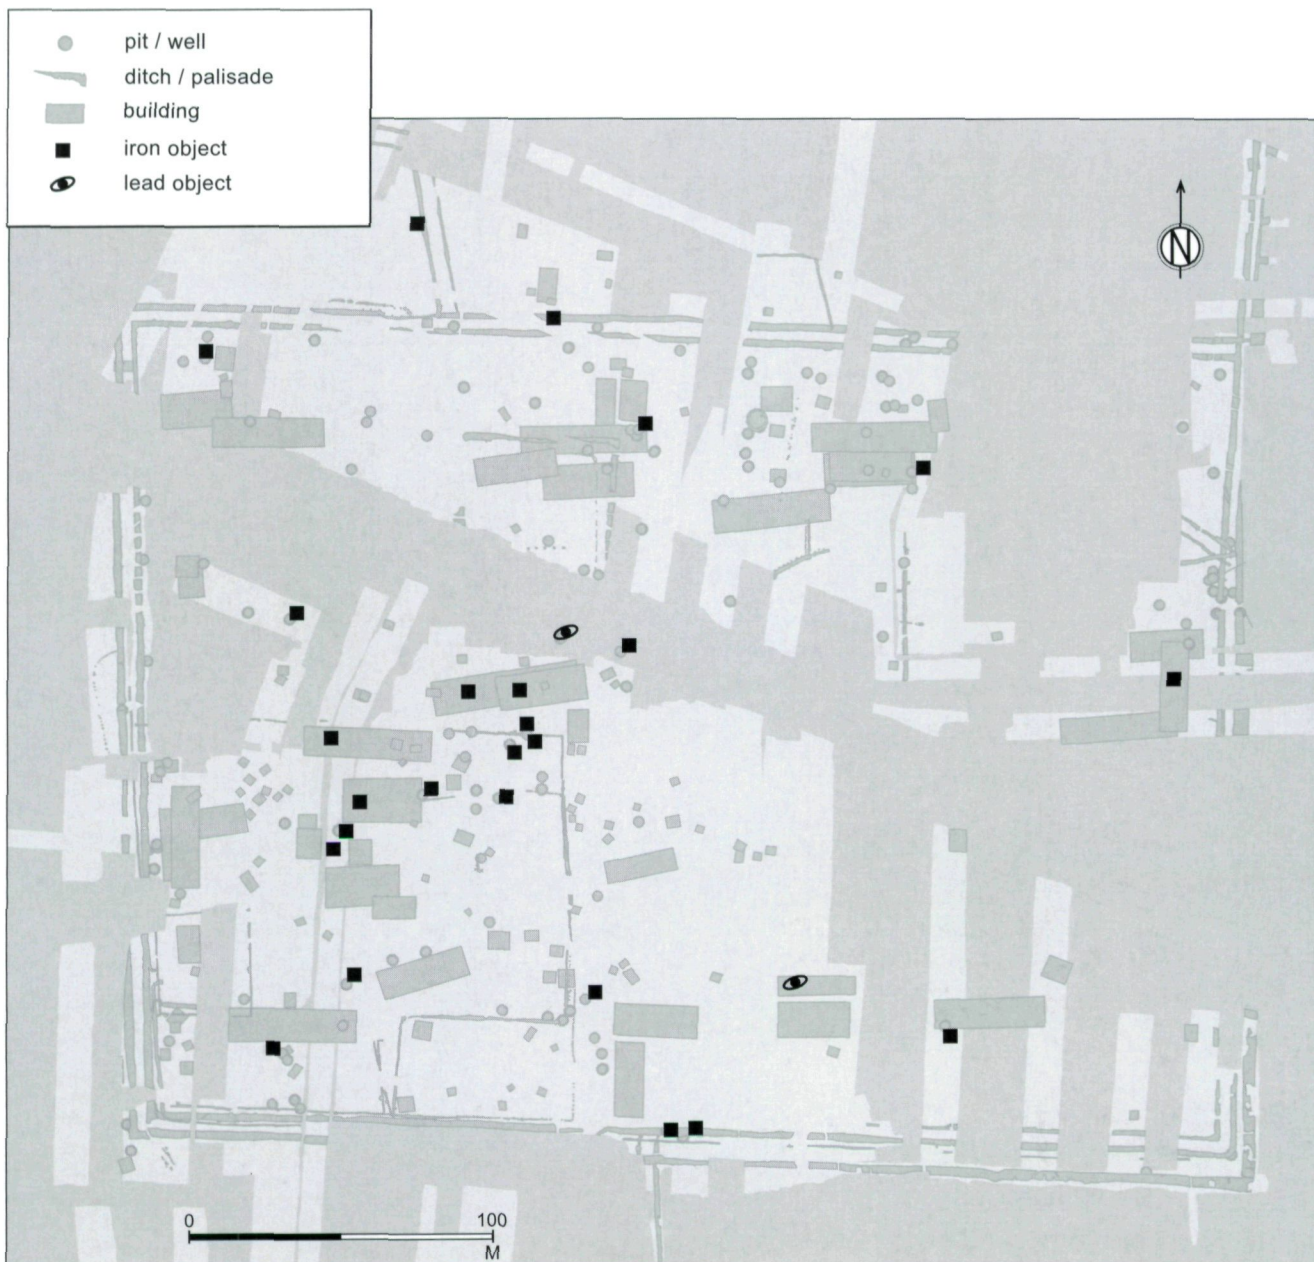 pit / well
ditch / palisade
building
iron object
lead object
N
0 100
M